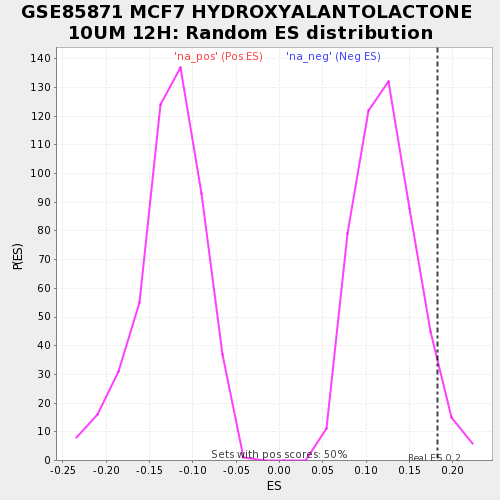 GSE85871 MCF7 HYDROXYALANTOLACTONE
10UM 12H: Random ES distribution
'na_pos' (Pos ES) 'na_neg' (Neg ES)
140
130
120
110
100
90
80
70
60
50
40
30
20
10
0
P(ES)
Sets with pos scores: 50%
Real ES 0.2
-0.25 -0.20 -0.15 -0.10 -0.05 0.00 0.05 0.10 0.15 0.20
ES